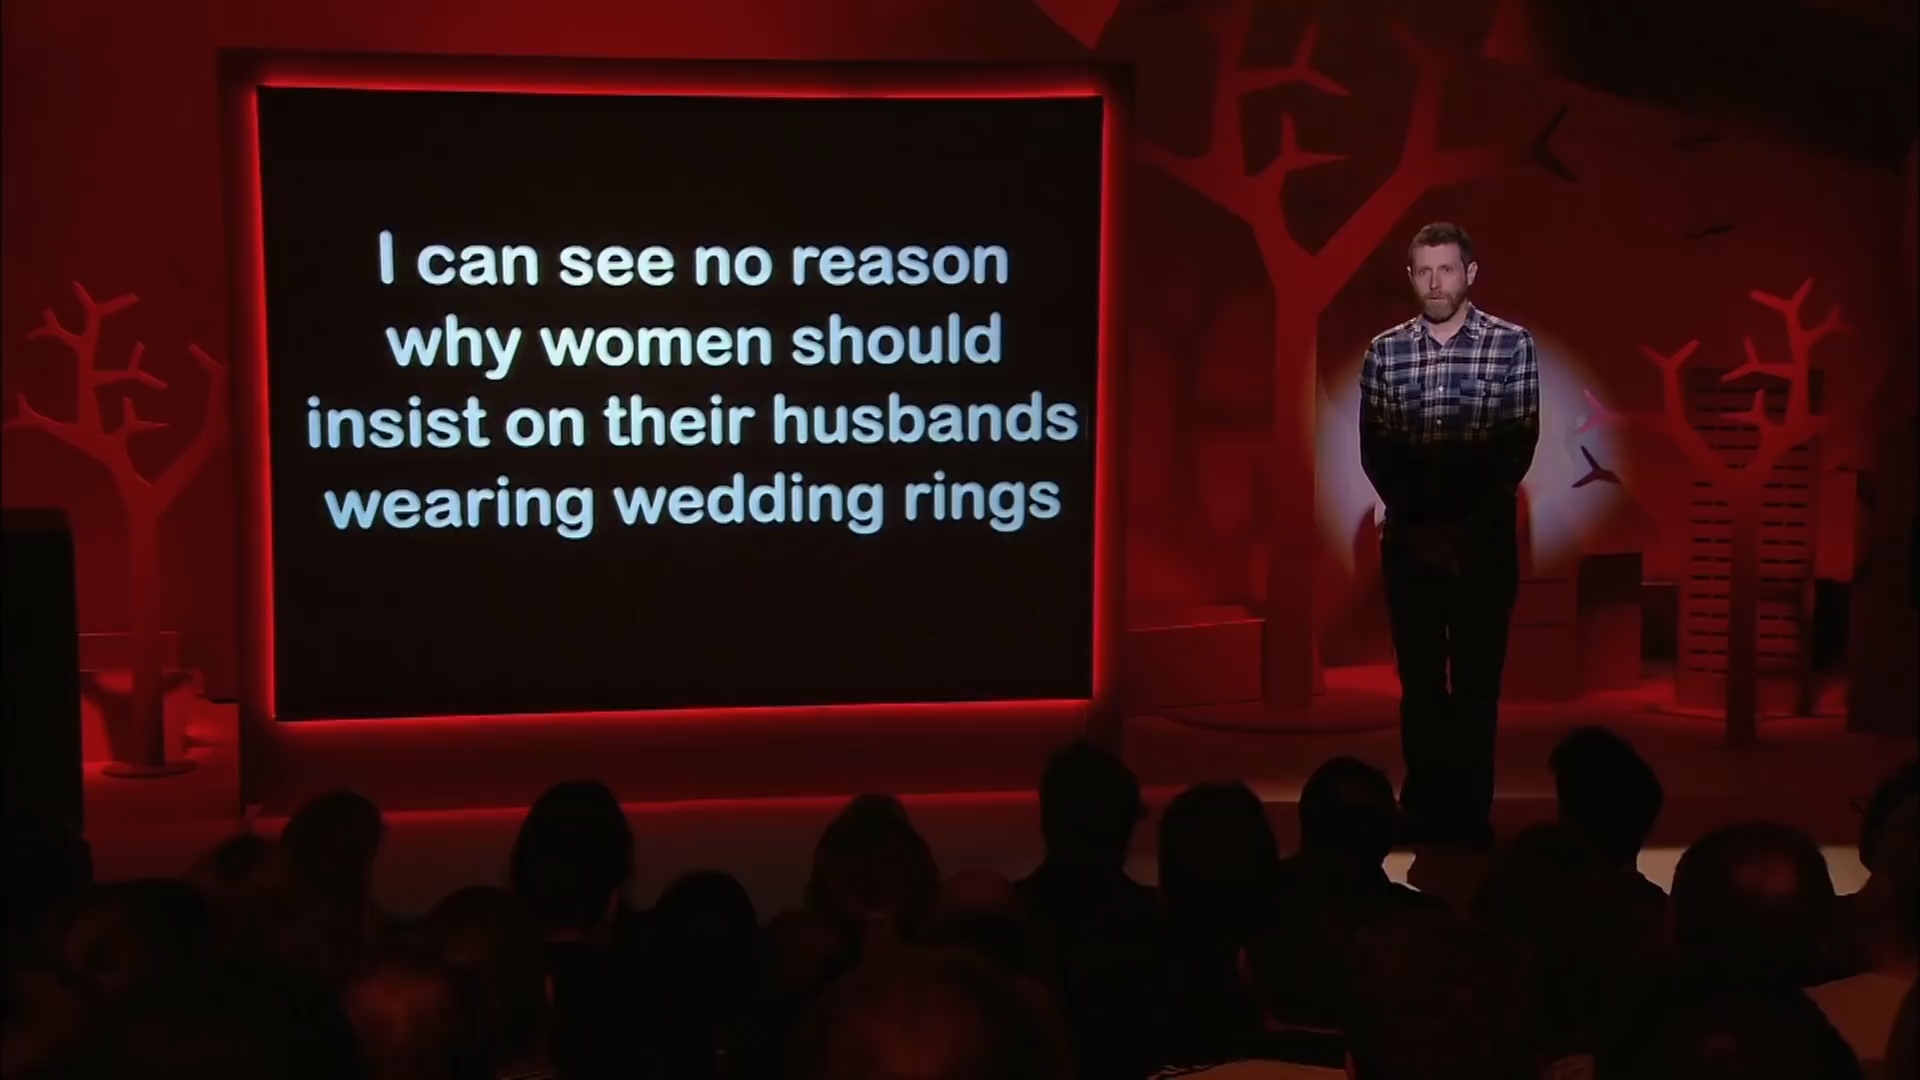 I can see no reason
why women should
insist on their husbands
wearing wedding rings